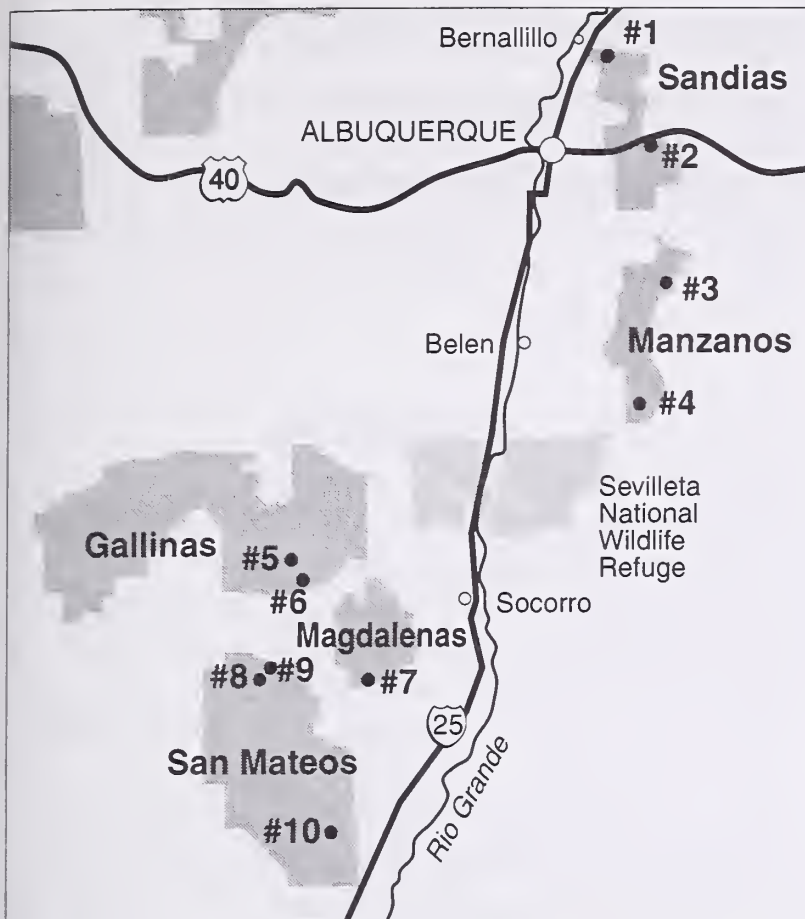 Bernallillo
#1
Sandias
ALBUQUERQUE
#2
40
#3
Belen
Manzanos
#4
Sevilleta
National
Wildlife
Refuge
Gallinas
#5
#6
Socorro
Magdalenas
#9
#8
#7
25
San Mateos
Rio Grande
#10